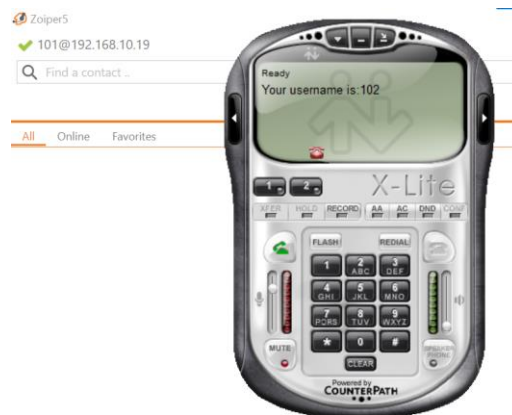 Zoiper5
101@192.168.10.19
Find a contact ..
All Online Favorites
Ready
Your username is:102
1 2
X-Lite
XFER HOLD RECORD AA AC DND CONF
FLASH REDIAL
1 2 ABC 3 DEF
4 GHI 5 JKL 6 MNO
7 PQRS 8 TUV 9 WXYZ
* 0 #
MUTE SPEAKER PHONE
CLEAR
Powered by
COUNTERPATH